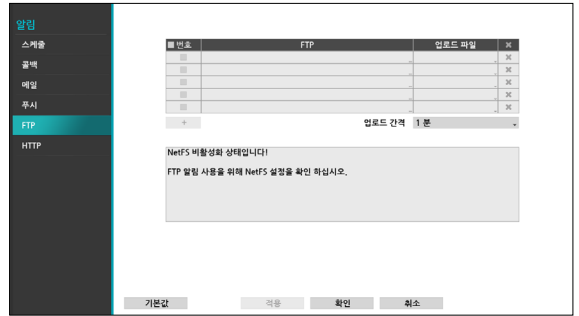 알림
스케줄
콜백
메일
푸시
FTP
HTTP
번호 FTP 업로드 파일
+ 업로드 간격 1 분
NetFS 비활성화 상태입니다!
FTP 알림 사용을 위해 NetFS 설정을 확인 하십시오.
기본값 적용 확인 취소